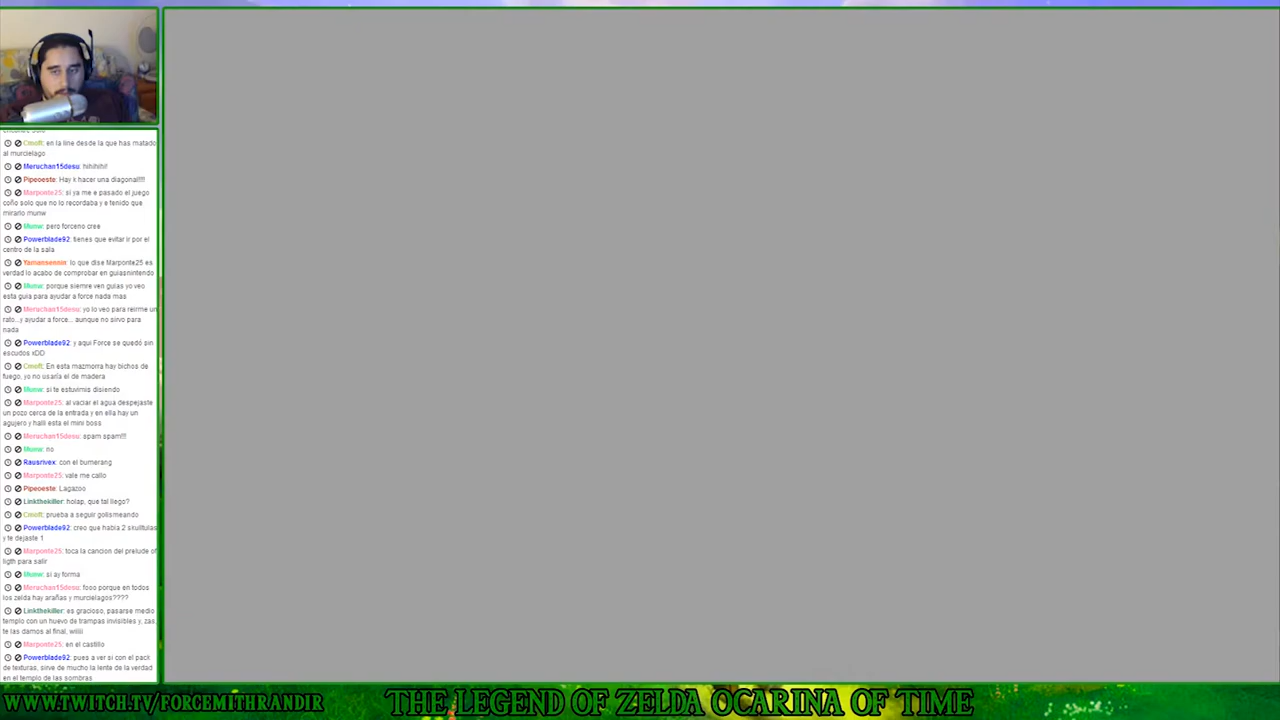 Cmoft: en la line desde la que has matado
al murcielago
Meruchan15desu: hihihihi!
Pipeoeste: Hay k hacer una diagonal!!!!
Marponte25: si ya me e pasado el juego
coño solo que no lo recordaba y e tenido que
mirarlo munw
Munw: pero forceno cree
Powerblade92: tienes que evitar ir por el
centro de la sala
Yamansennin: lo que dise Marponte25 es
verdad lo acabo de comprobar en guiasnintendo
Munw: porque siemre ven guias yo veo
esta guia para ayudar a force nada mas
Meruchan15desu: yo lo veo para reirme un
rato...y ayudar a force... aunque no sirvo para
nada
Powerblade92: y aqui Force se quedó sin
escudos xDD
Cmoft: En esta mazmorra hay bichos de
fuego, yo no usaría el de madera
Munw: si te estuvimis disiendo
Marponte25: al vaciar el agua despejaste
un pozo cerca de la entrada y en ella hay un
agujero y halli esta el mini boss
Meruchan15desu: spam spam!!!
Munw: no
Rausrivex: con el bumerang
Marponte25: vale me callo
Pipeoeste: Lagazoo
Linkthekiller: holap, que tal llego?
Cmoft: prueba a seguir golismeando
Powerblade92: creo que habia 2 skulltulas
y te dejaste 1
Marponte25: toca la cancion del prelude of
ligth para salir
Munw: si ay forma
Meruchan15desu: fooo porque en todos
los zelda hay arañas y murcielagos????
Linkthekiller: es gracioso, pasarse medio
templo con un huevo de trampas invisibles y, zas,
te las damos al final, wiiii
Marponte25: en el castillo
Powerblade92: pues a ver si con el pack
de texturas, sirve de mucho la lente de la verdad
en el templo de las sombras
WWW.TWITCH.TV/FORCEMITHRANDIR
THE LEGEND OF ZELDA OCARINA OF TIME